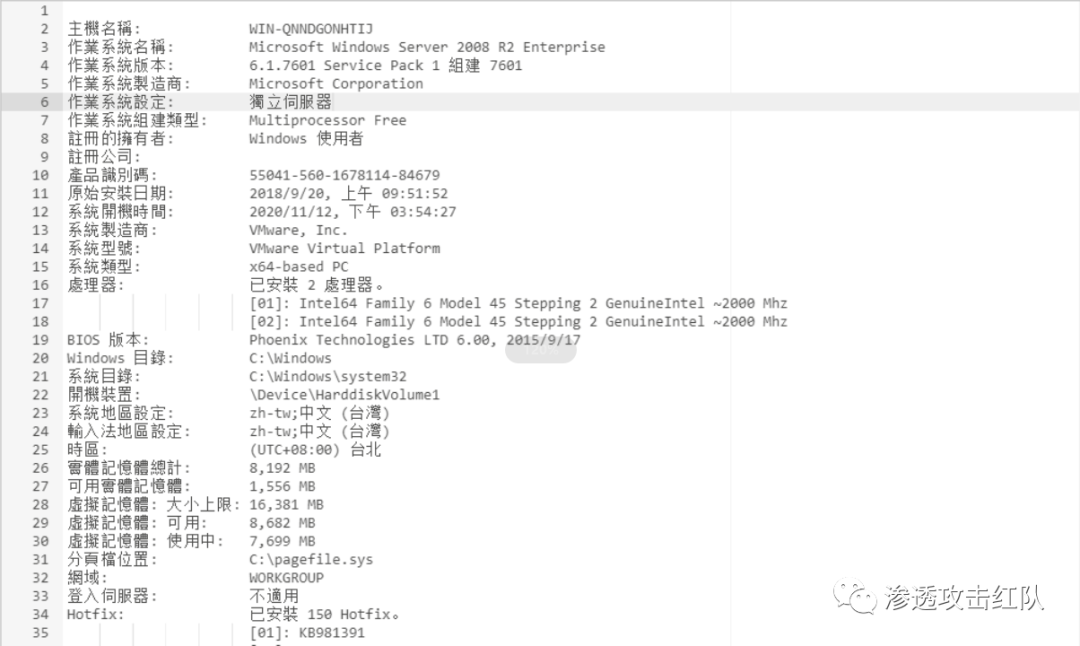 1
2 主機名稱: WIN-QNNDGONHTIJ
3 作業系統名稱: Microsoft Windows Server 2008 R2 Enterprise
4 作業系統版本: 6.1.7601 Service Pack 1 組建 7601
5 作業系統製造商: Microsoft Corporation
6 作業系統設定: 獨立伺服器
7 作業系統組建類型: Multiprocessor Free
8 註冊的擁有者: Windows 使用者
9 註冊公司:
10 產品識別碼: 55041-560-1678114-84679
11 原始安裝日期: 2018/9/20, 上午 09:51:52
12 系統開機時間: 2020/11/12, 下午 03:54:27
13 系統製造商: VMware, Inc.
14 系統型號: VMware Virtual Platform
15 系統類型: x64-based PC
16 處理器: 已安裝 2 處理器。
17 [01]: Intel64 Family 6 Model 45 Stepping 2 GenuineIntel ~2000 Mhz
18 [02]: Intel64 Family 6 Model 45 Stepping 2 GenuineIntel ~2000 Mhz
19 BIOS 版本: Phoenix Technologies LTD 6.00, 2015/9/17
20 Windows 目錄: C:\Windows
21 系統目錄: C:\Windows\system32
22 開機裝置: \Device\HarddiskVolume1
23 系統地區設定: zh-tw;中文 (台灣)
24 輸入法地區設定: zh-tw;中文 (台灣)
25 時區: (UTC+08:00) 台北
26 實體記憶體總計: 8,192 MB
27 可用實體記憶體: 1,556 MB
28 虛擬記憶體: 大小上限: 16,381 MB
29 虛擬記憶體: 可用: 8,682 MB
30 虛擬記憶體: 使用中: 7,699 MB
31 分頁檔位置: C:\pagefile.sys
32 網域: WORKGROUP
33 登入伺服器: 不適用
34 Hotfix: 已安裝 150 Hotfix。
35 [01]: KB981391
渗透攻击红队